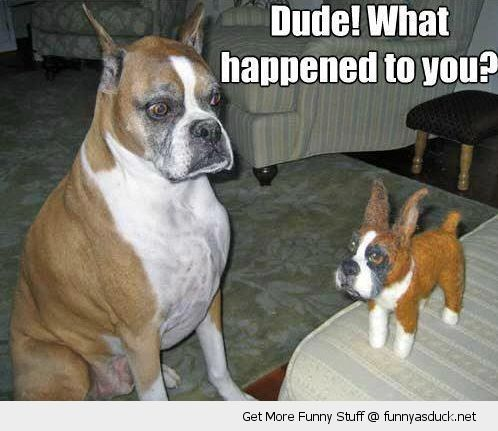 Dude! What
happened to you?
Get More Funny Stuff @ funnyasduck.net